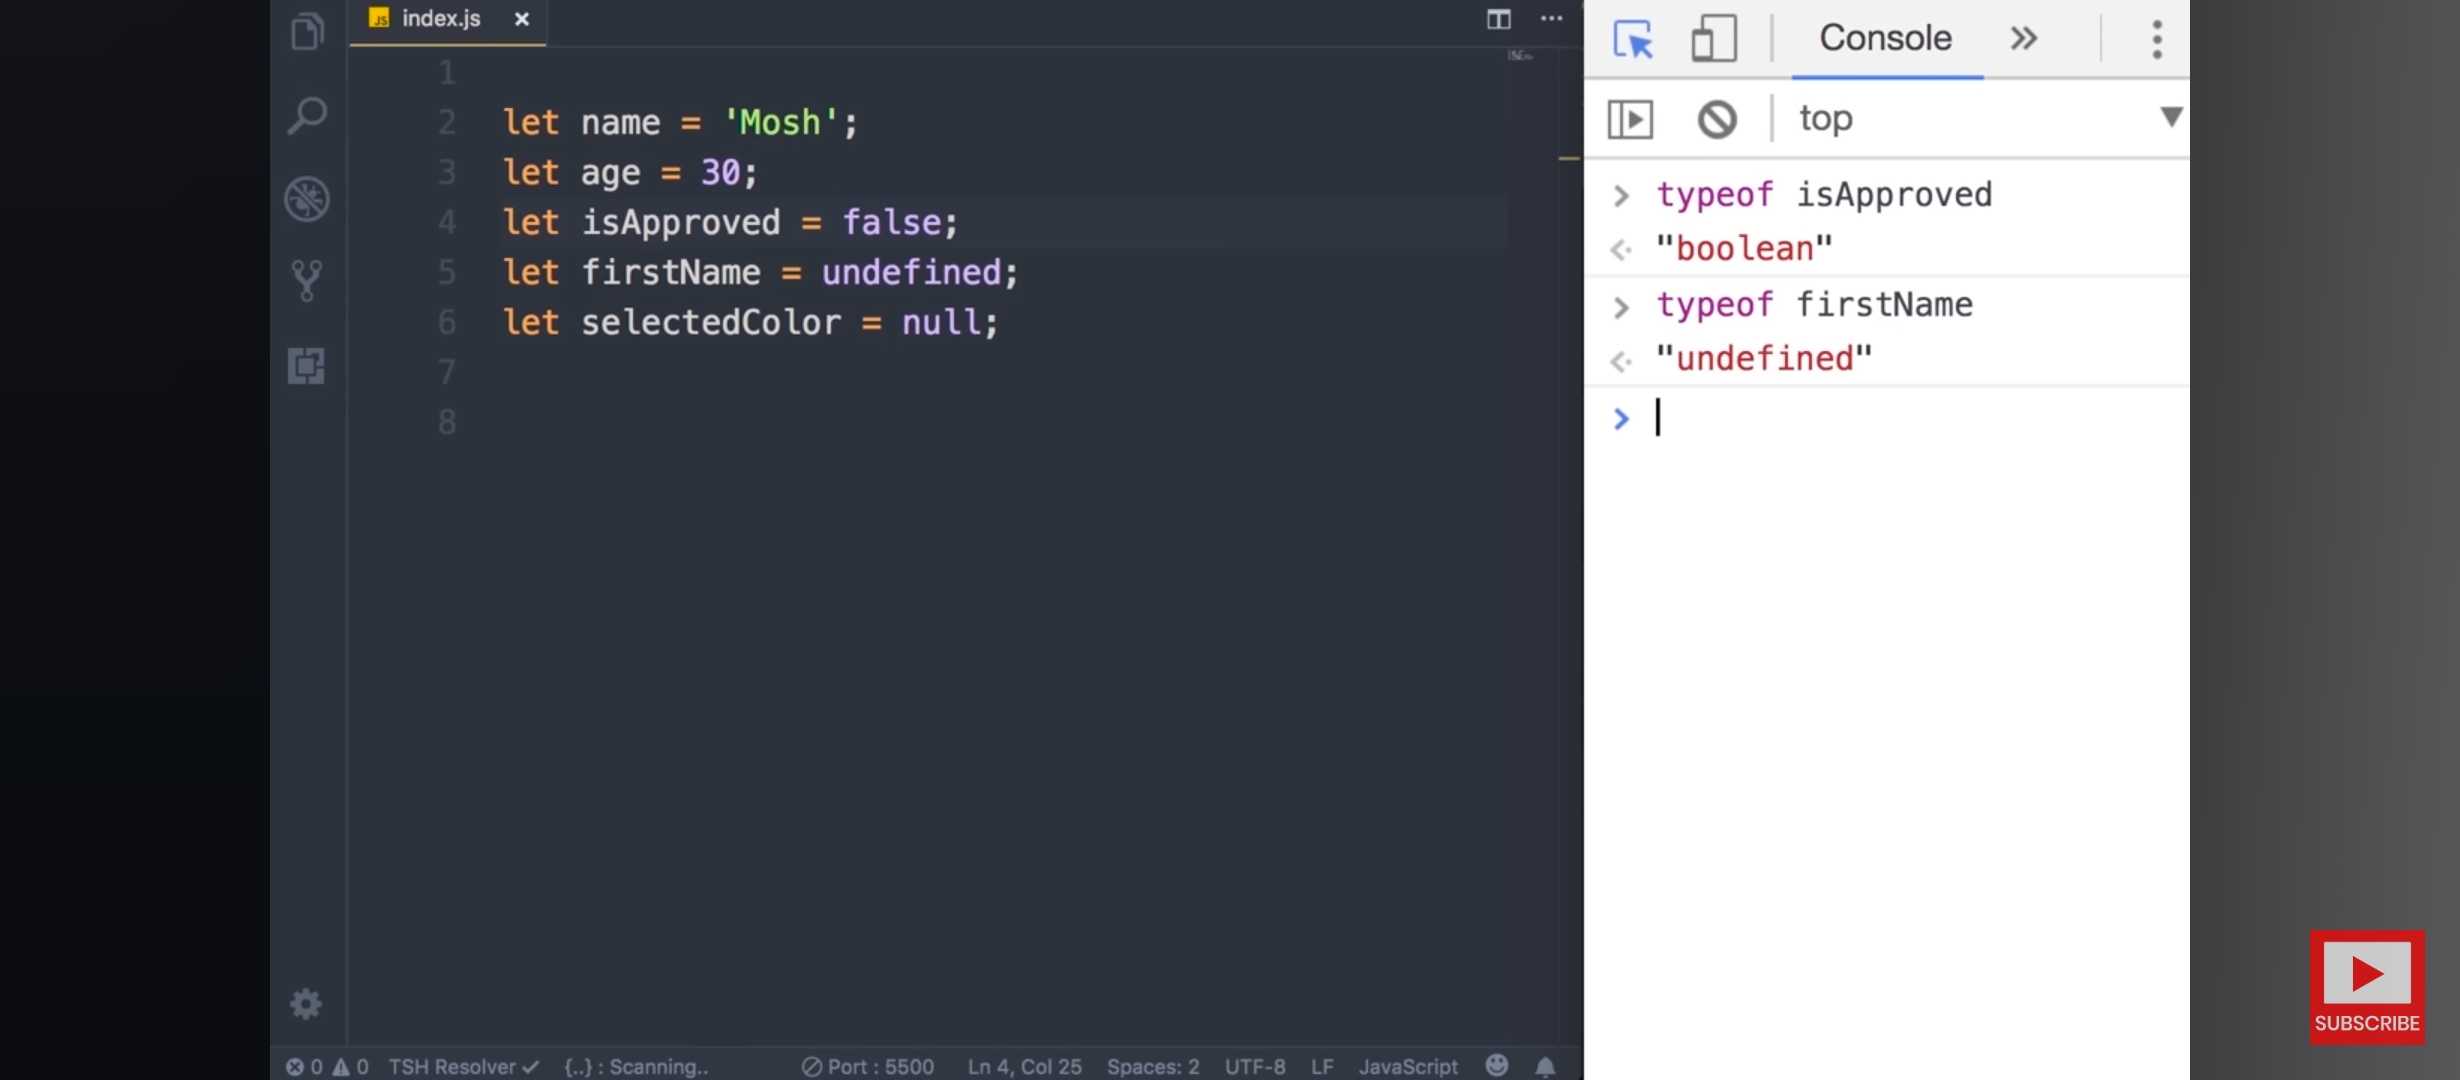 index.js
1
2 let name = 'Mosh';
3 let age = 30;
4 let isApproved = false;
5 let firstName = undefined;
6 let selectedColor = null;
7
8
0 0 TSH Resolver {..} : Scanning.. Port : 5500 Ln 4, Col 25 Spaces: 2 UTF-8 LF JavaScript
Console
top
> typeof isApproved
"boolean"
> typeof firstName
"undefined"
>
SUBSCRIBE